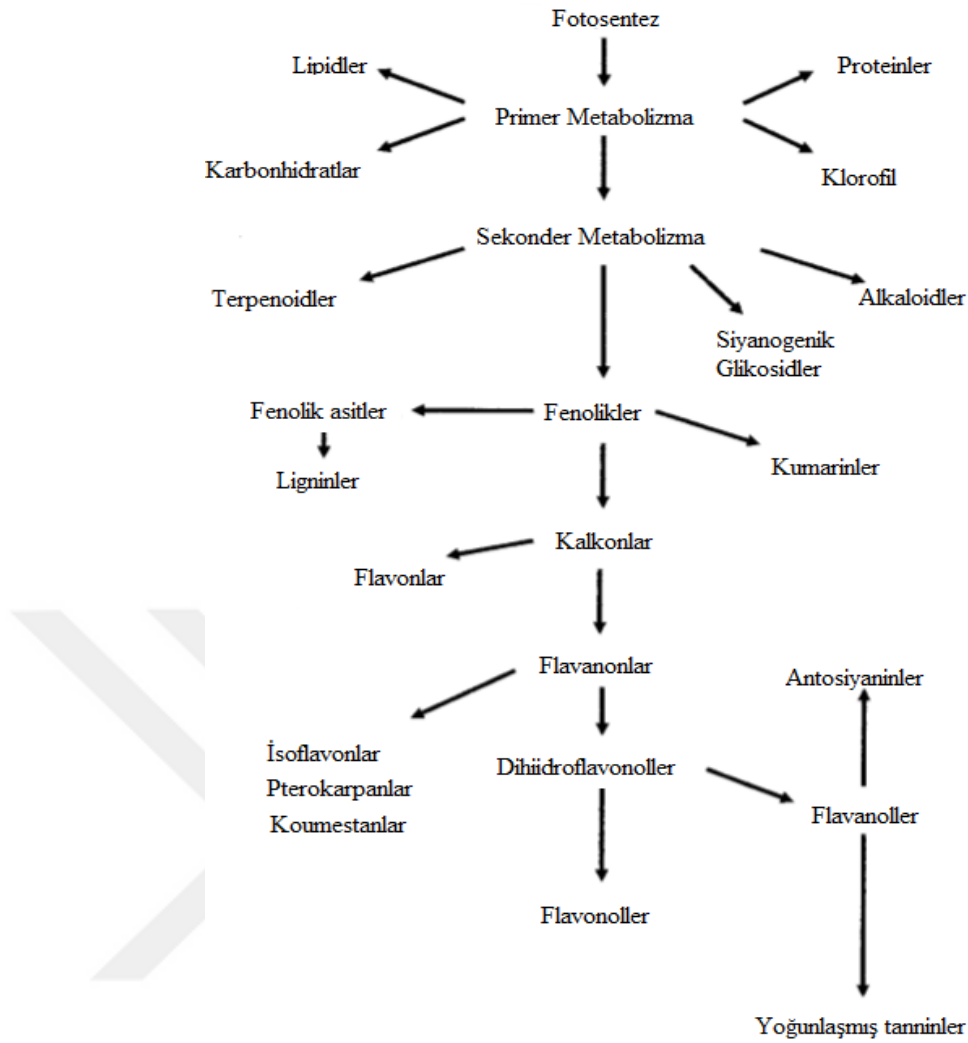 Fotosentez
Lipidler
Proteinler
Primer Metabolizma
Karbonhidratlar
Klorofil
Sekonder Metabolizma
Terpenoidler
Alkaloidler
Siyanogenik
Glikosidler
Fenolik asitler
Fenolikler
Kumarinler
Ligninler
Kalkonlar
Flavonlar
Flavanonlar
Antosiyaninler
İsoflavonlar
Pterokarpanlar
Koumestanlar
Dihiidroflavonoller
Flavanoller
Flavonoller
Yoğunlaşmış tanninler